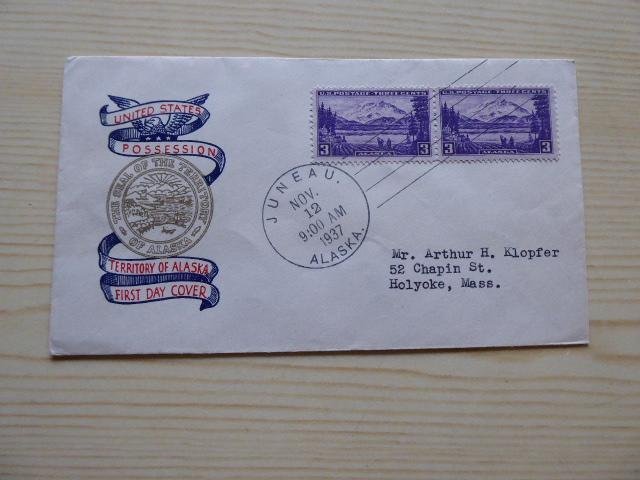 UNITED STATES
POSSESSION
THE SEAL OF THE TERRITORY
OF ALASKA
TERRITORY OF ALASKA
FIRST DAY COVER
U.S. POSTAGE THREE CENTS
3 ALASKA 3
U.S. POSTAGE THREE CENTS
3 ALASKA 3
JUNEAU.
NOV.
12
9:00 AM
1937
ALASKA.
Mr. Arthur H. Klopfer
52 Chapin St.
Holyoke, Mass.